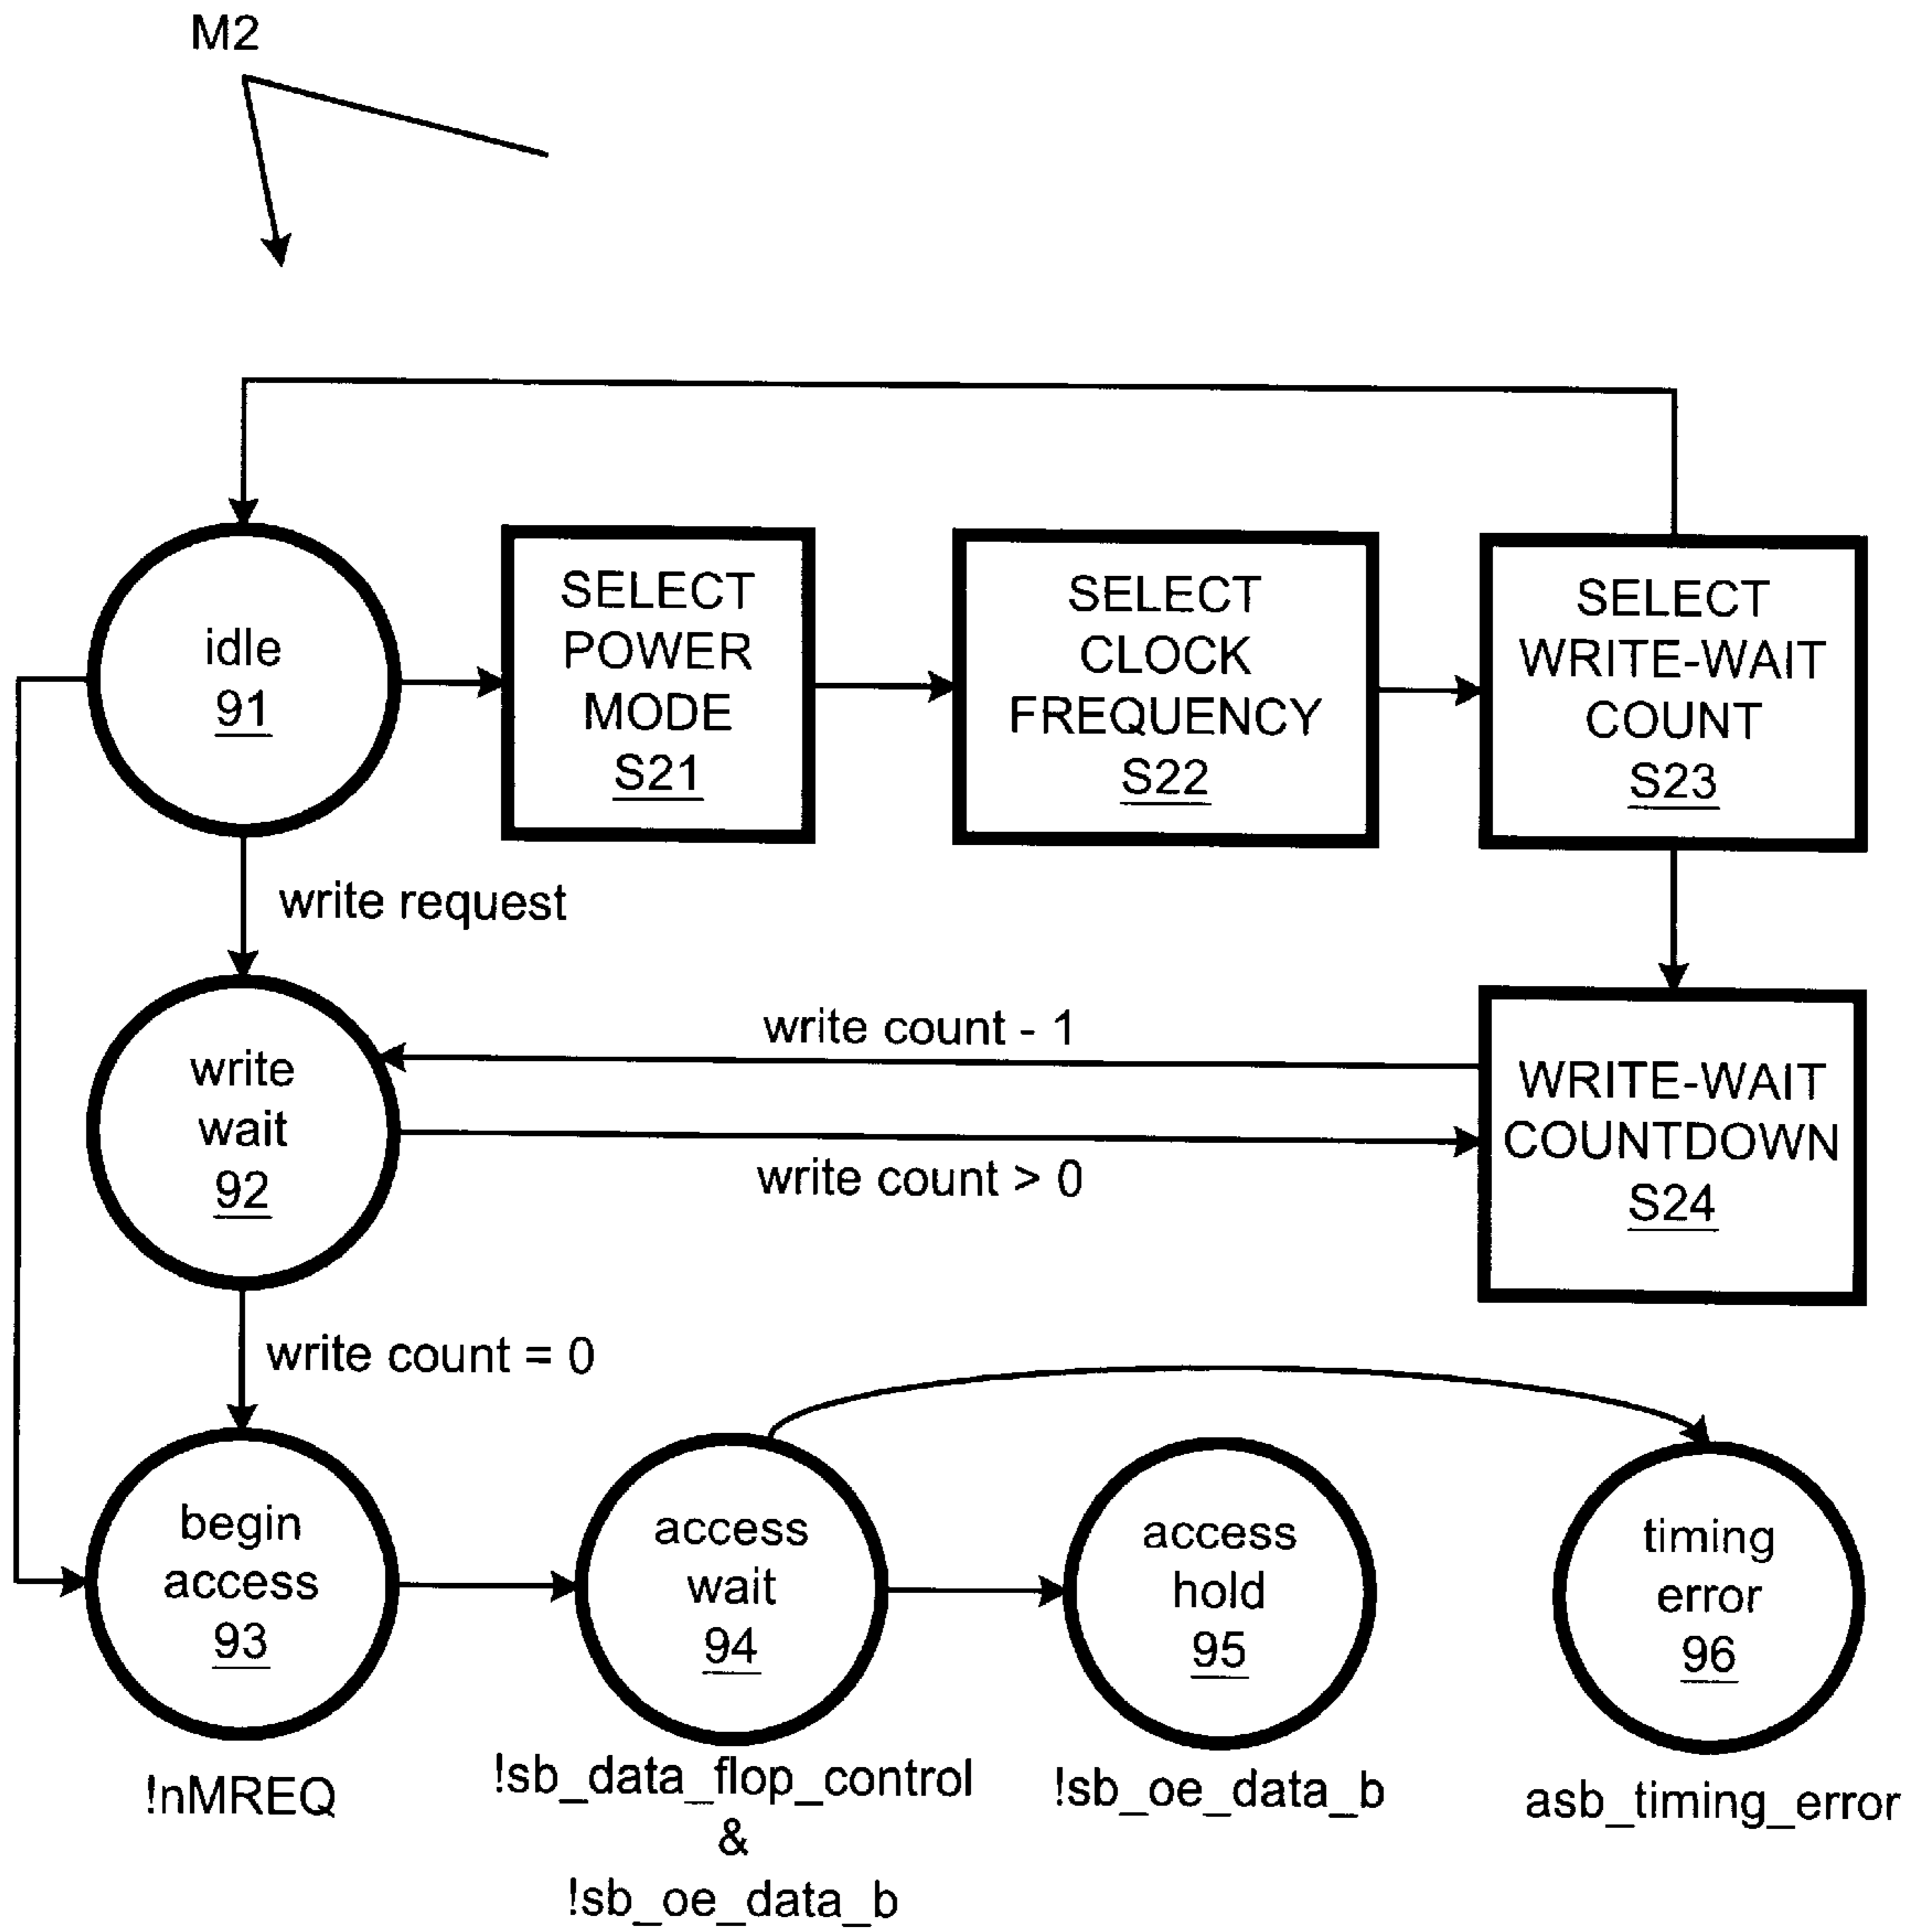 M2
idle
91
SELECT
POWER
MODE
S21
SELECT
CLOCK
FREQUENCY
S22
SELECT
WRITE-WAIT
COUNT
S23
write request
write
wait
92
write count - 1
write count > 0
WRITE-WAIT
COUNTDOWN
S24
write count = 0
begin
access
93
access
wait
94
access
hold
95
timing
error
96
!nMREQ
!sb_data_flop_control
&
!sb_oe_data_b
!sb_oe_data_b
asb_timing_error